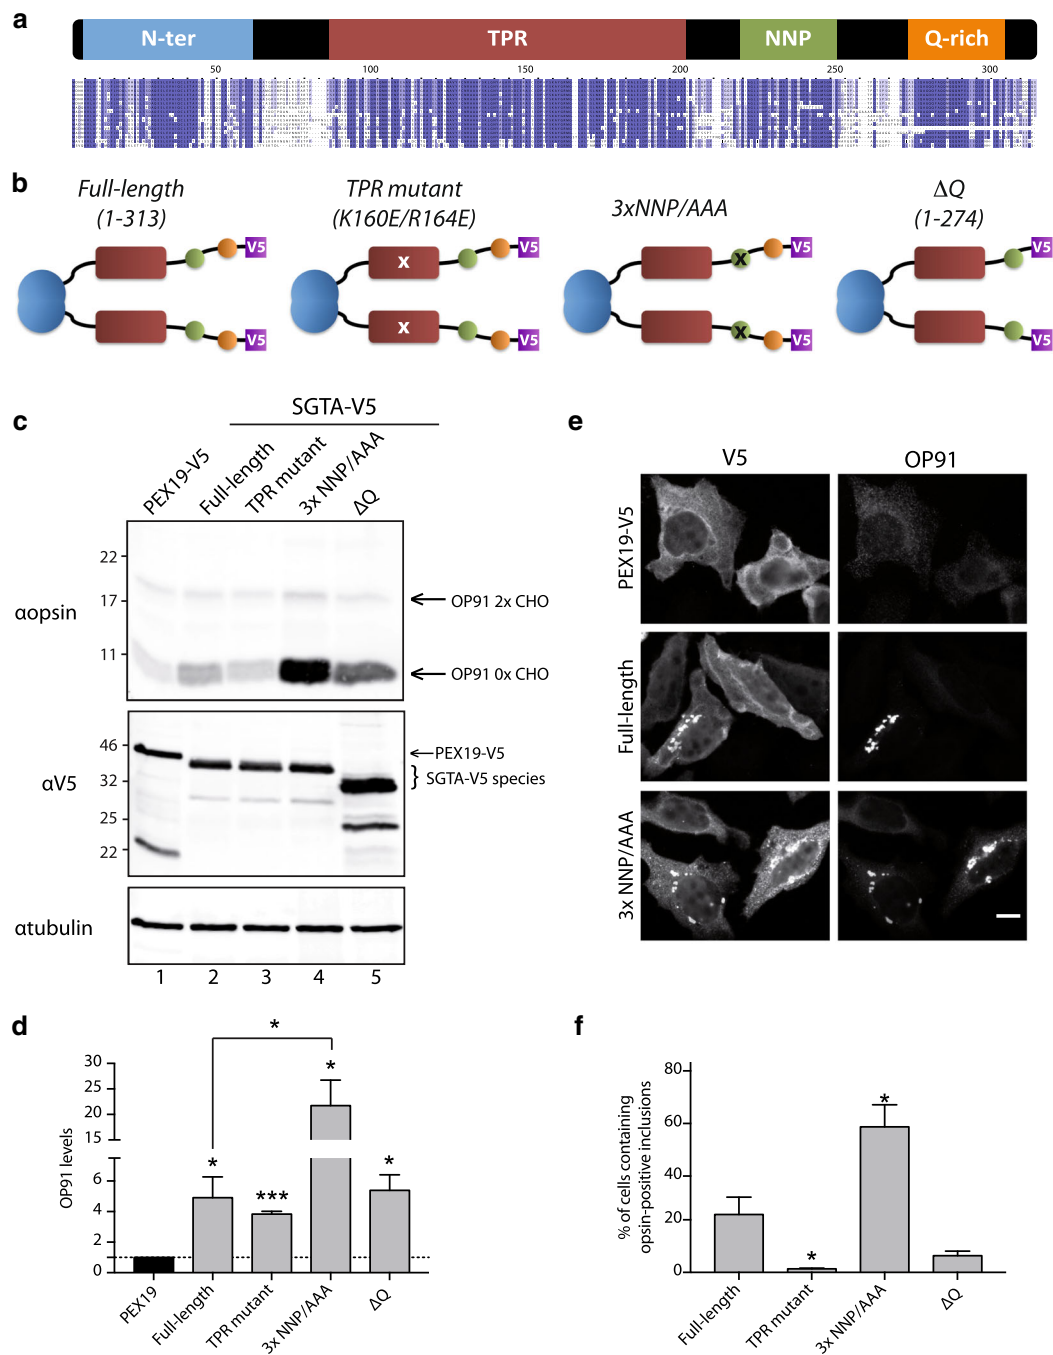 a
N-ter
TPR
NNP
Q-rich
50
100
150
200
250
300
b
Full-length
(1-313)
TPR mutant
(K160E/R164E)
3xNNP/AAA
ΔQ
(1-274)
V5
V5
V5
V5
x
x
x
x
V5
V5
V5
V5
c
SGTA-V5
PEX19-V5
Full-length
TPR mutant
3x NNP/AAA
ΔQ
αopsin
22
17
11
OP91 2x CHO
OP91 0x CHO
αV5
46
32
25
22
PEX19-V5
SGTA-V5 species
αtubulin
1 2 3 4 5
e
V5
OP91
PEX19-V5
Full-length
3x NNP/AAA
d
OP91 levels
30
25
20
15
6
4
2
0
*
*
***
*
*
PEX19
Full-length
TPR mutant
3x NNP/AAA
ΔQ
f
% of cells containing
opsin-positive inclusions
80
60
40
20
0
*
*
Full-length
TPR mutant
3x NNP/AAA
ΔQ